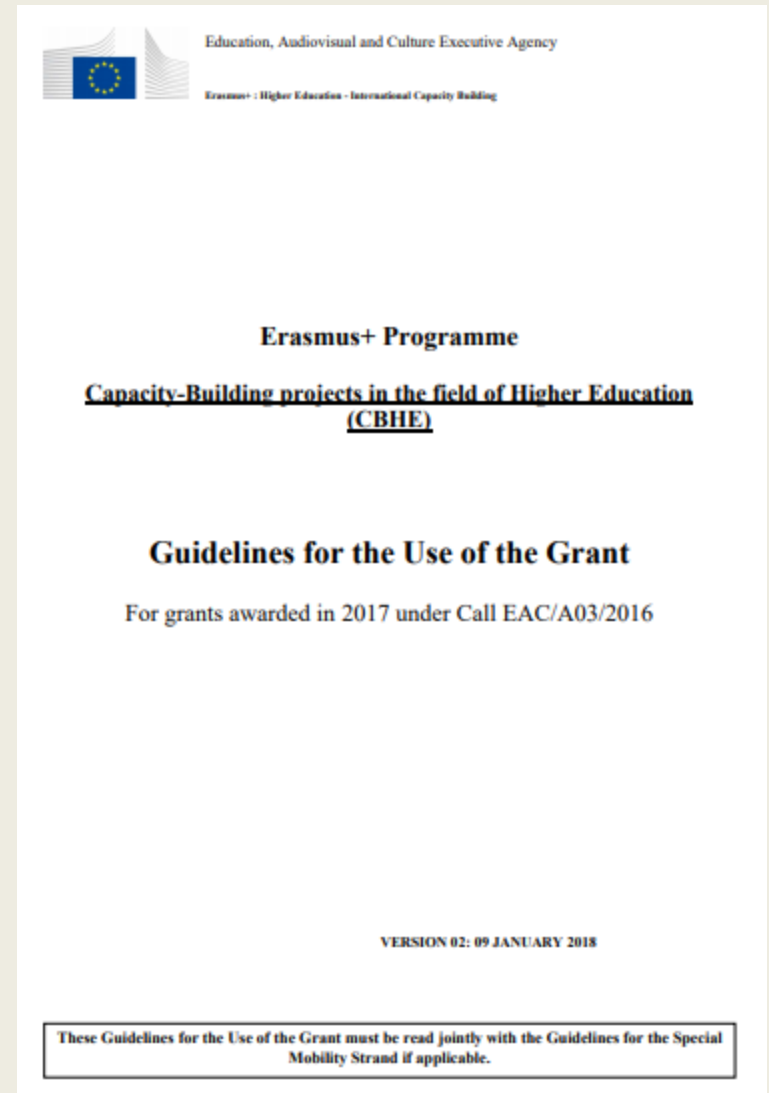 Education, Audiovisual and Culture Executive Agency
Erasmus+ : Higher Education - International Capacity Building
Erasmus+ Programme
Capacity-Building projects in the field of Higher Education
(CBHE)
Guidelines for the Use of the Grant
For grants awarded in 2017 under Call EAC/A03/2016
VERSION 02: 09 JANUARY 2018
These Guidelines for the Use of the Grant must be read jointly with the Guidelines for the Special
Mobility Strand if applicable.